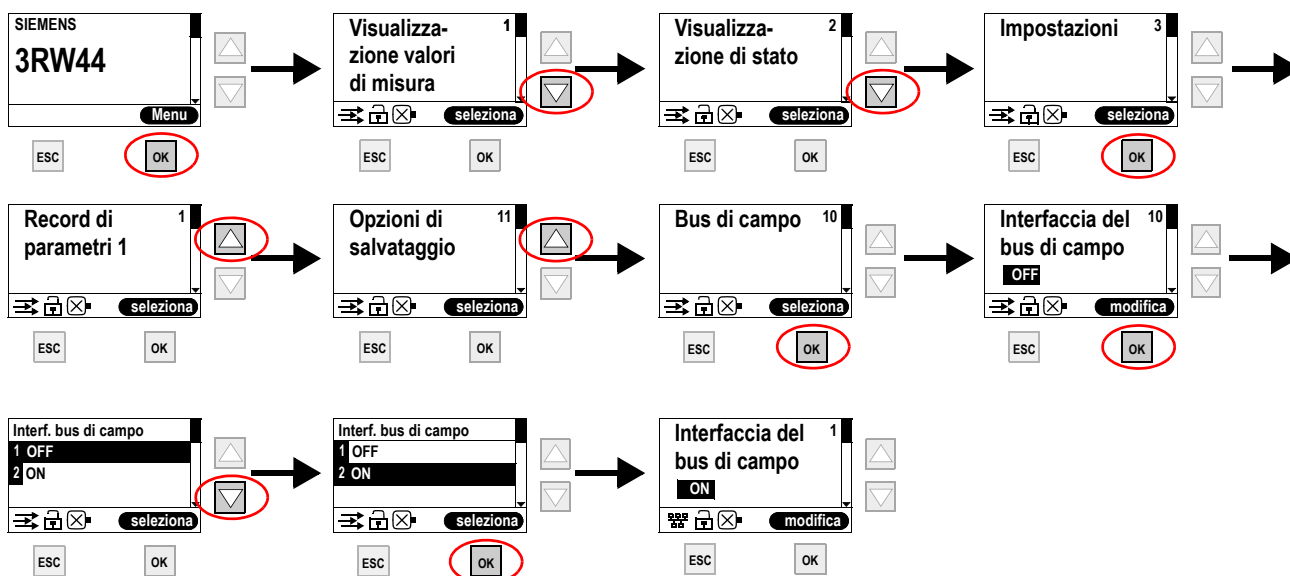 SIEMENS
3RW44
Menu
ESC
OK
Visualizza-
zione valori
di misura
1
seleziona
ESC
OK
Visualizza-
zione di stato
2
seleziona
ESC
OK
Impostazioni
3
seleziona
ESC
OK
Record di
parametri 1
1
seleziona
ESC
OK
Opzioni di
salvataggio
11
seleziona
ESC
OK
Bus di campo
10
seleziona
ESC
OK
Interfaccia del
bus di campo
10
OFF
modifica
ESC
OK
Interf. bus di campo
1 OFF
2 ON
seleziona
ESC
OK
Interf. bus di campo
1 OFF
2 ON
seleziona
ESC
OK
Interfaccia del
bus di campo
1
ON
modifica
ESC
OK